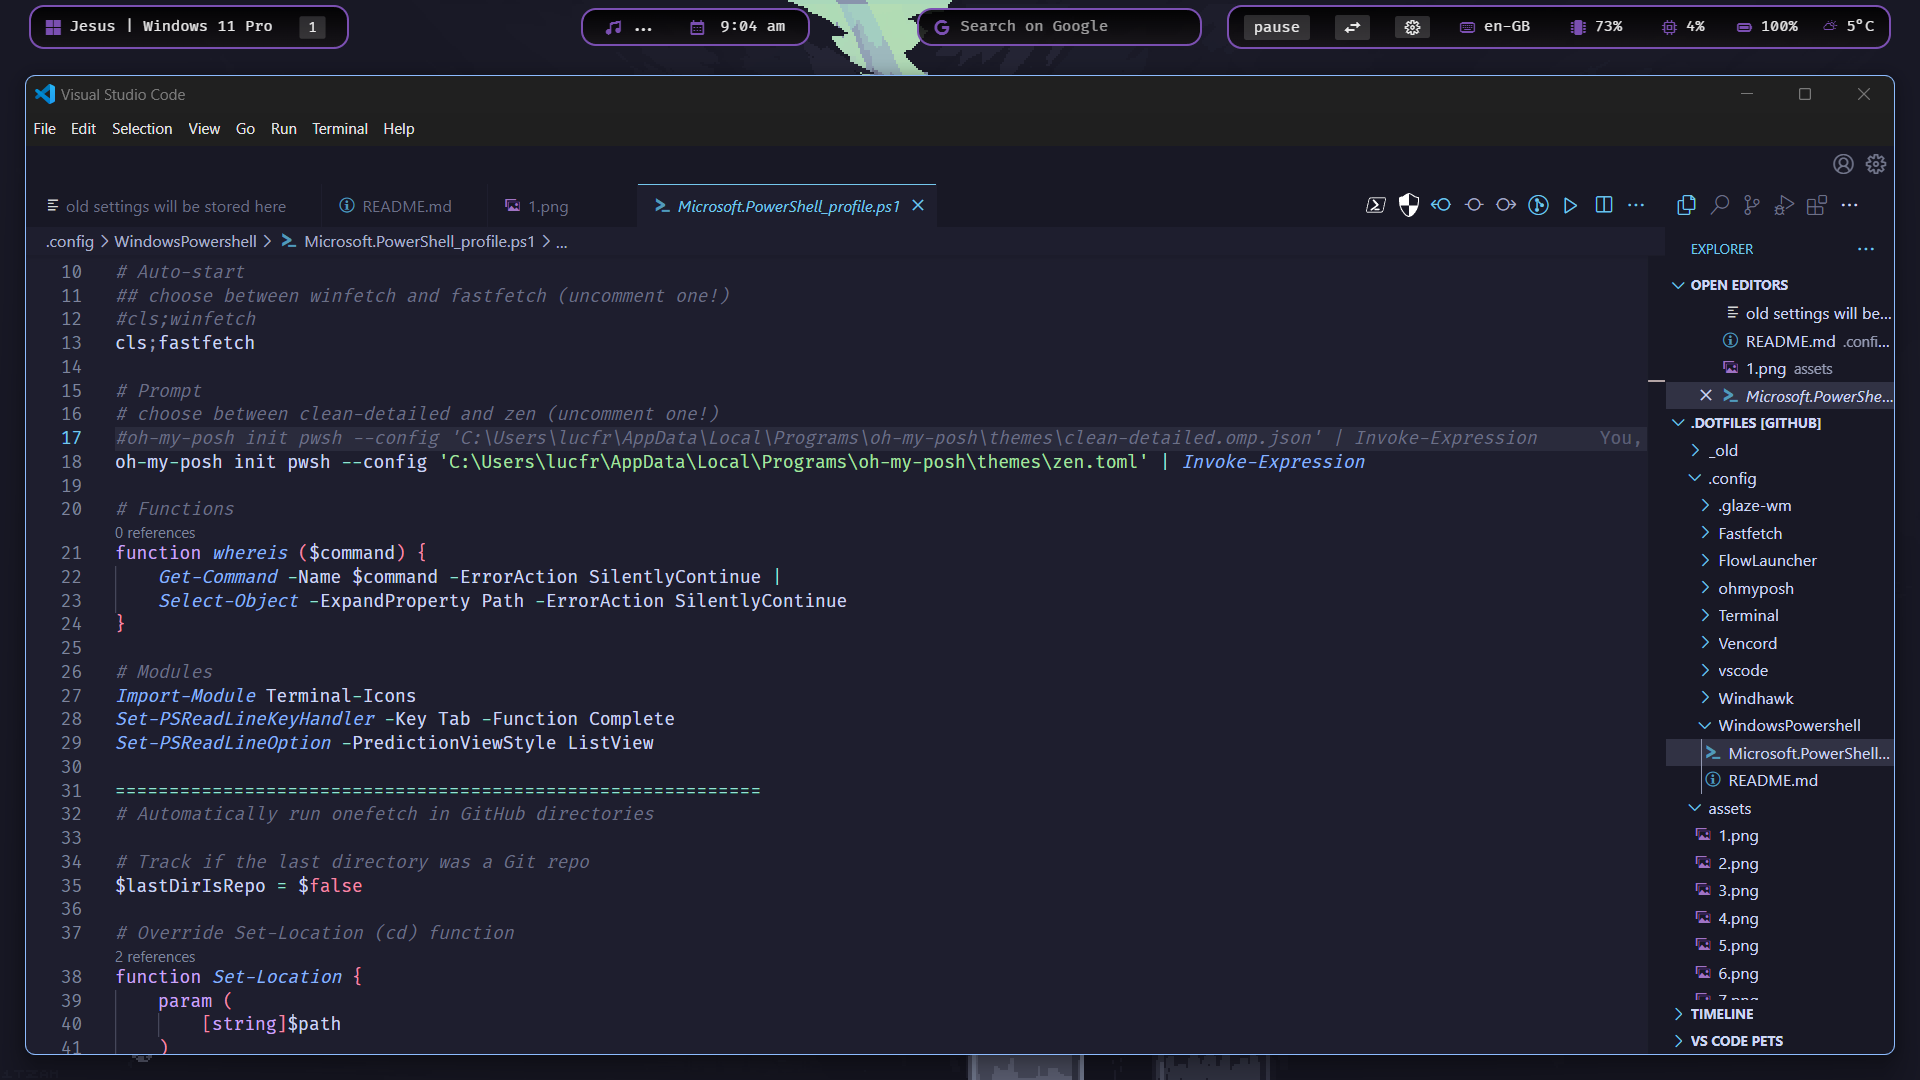 Jesus | Windows 11 Pro 1
... 9:04 am
Search on Google
pause en-GB 73% 4% 100% 5°C
Visual Studio Code
File Edit Selection View Go Run Terminal Help
old settings will be stored here README.md 1.png Microsoft.PowerShell_profile.ps1
.config > WindowsPowershell > Microsoft.PowerShell_profile.ps1 > ...
10 # Auto-start
11 ## choose between winfetch and fastfetch (uncomment one!)
12 #cls;winfetch
13 cls;fastfetch
14
15 # Prompt
16 # choose between clean-detailed and zen (uncomment one!)
17 #oh-my-posh init pwsh --config 'C:\Users\lucfr\AppData\Local\Programs\oh-my-posh\themes\clean-detailed.omp.json' | Invoke-Expression You,
18 oh-my-posh init pwsh --config 'C:\Users\lucfr\AppData\Local\Programs\oh-my-posh\themes\zen.toml' | Invoke-Expression
19
20 # Functions
0 references
21 function whereis ($command) {
22 Get-Command -Name $command -ErrorAction SilentlyContinue |
23 Select-Object -ExpandProperty Path -ErrorAction SilentlyContinue
24 }
25
26 # Modules
27 Import-Module Terminal-Icons
28 Set-PSReadLineKeyHandler -Key Tab -Function Complete
29 Set-PSReadLineOption -PredictionViewStyle ListView
30
31 ============================================================
32 # Automatically run onefetch in GitHub directories
33
34 # Track if the last directory was a Git repo
35 $lastDirIsRepo = $false
36
37 # Override Set-Location (cd) function
2 references
38 function Set-Location {
39 param (
40 [string]$path
41 )
EXPLORER
OPEN EDITORS
old settings will be...
README.md .confi...
1.png assets
Microsoft.PowerShe...
.DOTFILES [GITHUB]
_old
.config
.glaze-wm
Fastfetch
FlowLauncher
ohmyposh
Terminal
Vencord
vscode
Windhawk
WindowsPowershell
Microsoft.PowerShell...
README.md
assets
1.png
2.png
3.png
4.png
5.png
6.png
7.png
TIMELINE
VS CODE PETS